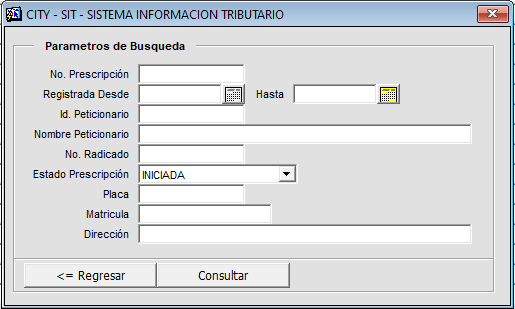 CITY - SIT - SISTEMA INFORMACION TRIBUTARIO
Parametros de Busqueda
No. Prescripción
Registrada Desde Hasta
Id. Peticionario
Nombre Peticionario
No. Radicado
Estado Prescripción INICIADA
Placa
Matricula
Dirección
<= Regresar Consultar